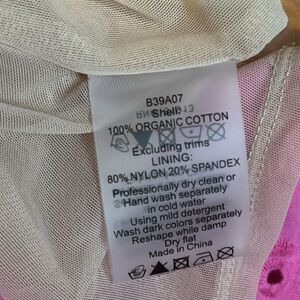 B39A07
Shell:
100% ORGANIC COTTON
Excluding trims
LINING:
80% NYLON 20% SPANDEX
Professionally dry clean or
Hand wash separately
in cold water
Using mild detergent
Wash dark colors separately
Reshape while damp
Dry flat
Made in China